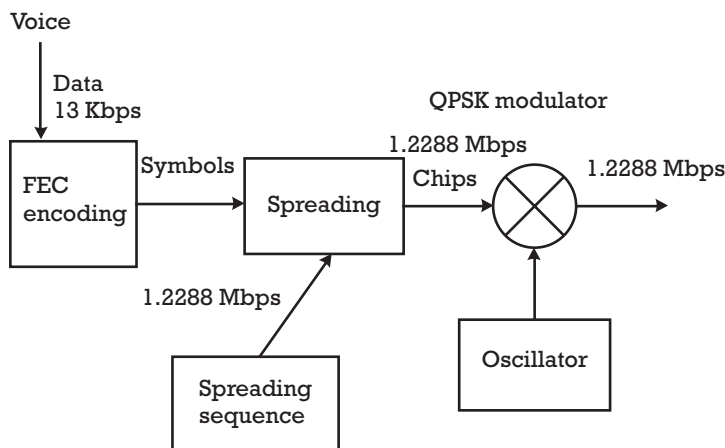 Voice
Data
13 Kbps
QPSK modulator
FEC
encoding
Symbols
Spreading
1.2288 Mbps
Chips
1.2288 Mbps
1.2288 Mbps
Oscillator
Spreading
sequence